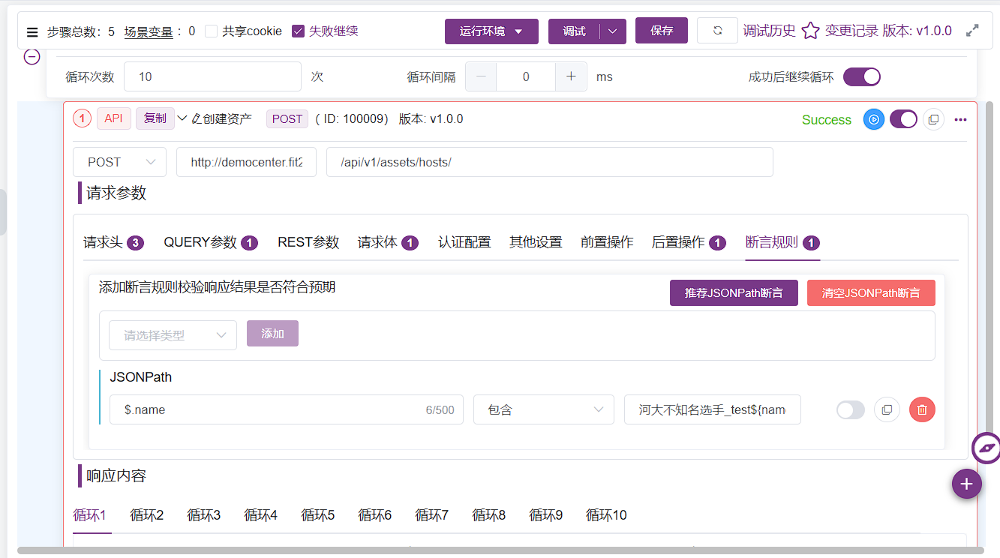 步骤总数：5 场景变量：0 共享cookie 失败继续 运行环境 调试 保存 调试历史 变更记录 版本: v1.0.0
循环次数 10 次 循环间隔 0 ms 成功后继续循环
1 API 复制 创建资产 POST ( ID: 100009) 版本: v1.0.0 Success
POST http://democenter.fit2 /api/v1/assets/hosts/
请求参数
请求头 3 QUERY参数 1 REST参数 请求体 1 认证配置 其他设置 前置操作 后置操作 1 断言规则 1
添加断言规则校验响应结果是否符合预期 推荐JSONPath断言 清空JSONPath断言
请选择类型 添加
JSONPath
$.name 6/500 包含 河大不知名选手_test${nam
响应内容
循环1 循环2 循环3 循环4 循环5 循环6 循环7 循环8 循环9 循环10